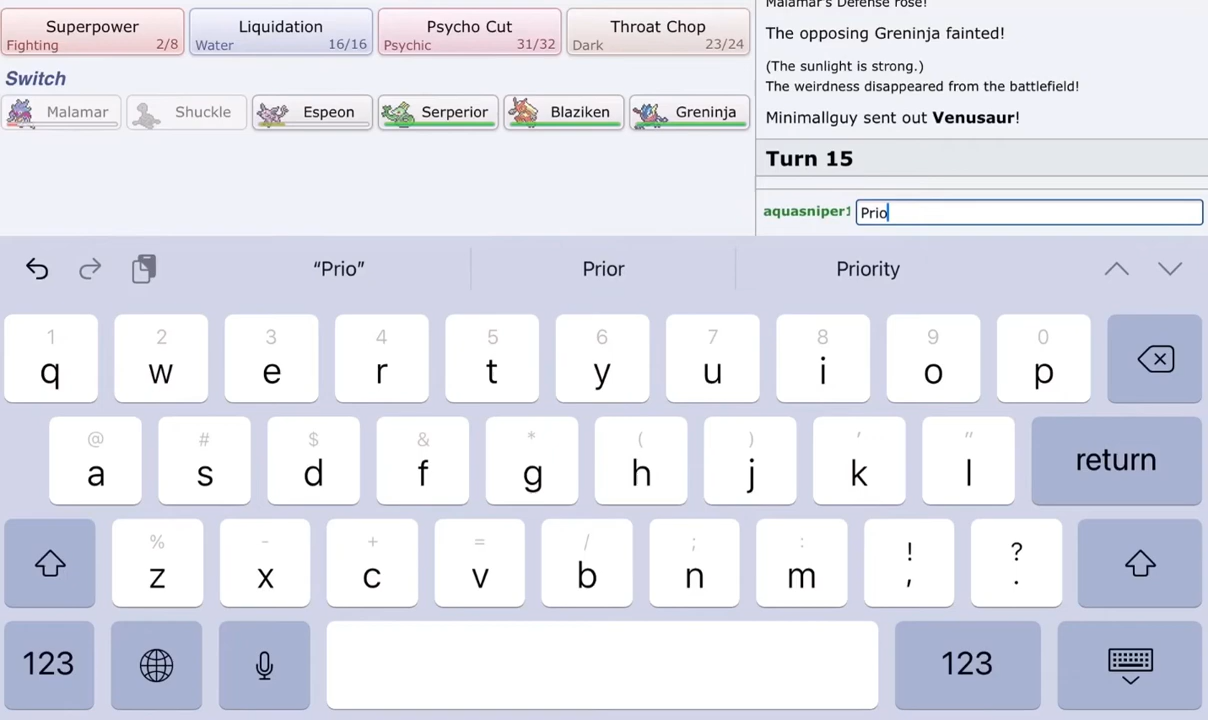 Superpower Liquidation Psycho Cut Throat Chop
Fighting 2/8 Water 16/16 Psychic 31/32 Dark 23/24
Switch
Malamar Shuckle Espeon Serperior Blaziken Greninja
Malamar's Defense rose!
The opposing Greninja fainted!
(The sunlight is strong.)
The weirdness disappeared from the battlefield!
Minimallguy sent out Venusaur!
Turn 15
aquasniper1 Prio
“Prio” Prior Priority
1 2 3 4 5 6 7 8 9 0
q w e r t y u i o p
@ # $ & * ( ) ' "
a s d f g h j k l return
% - + = / ; : ! ?
z x c v b n m , .
123 123